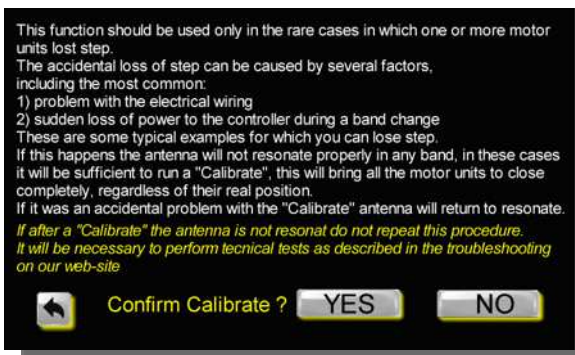 This function should be used only in the rare cases in which one or more motor
units lost step.
The accidental loss of step can be caused by several factors,
including the most common:
1) problem with the electrical wiring
2) sudden loss of power to the controller during a band change
These are some typical examples for which you can lose step.
If this happens the antenna will not resonate properly in any band, in these cases
it will be sufficient to run a "Calibrate", this will bring all the motor units to close
completely, regardless of their real position.
If it was an accidental problem with the "Calibrate" antenna will return to resonate.
If after a "Calibrate" the antenna is not resonat do not repeat this procedure.
It will be necessary to perform tecnical tests as described in the troubleshooting
on our web-site
Confirm Calibrate ? YES NO